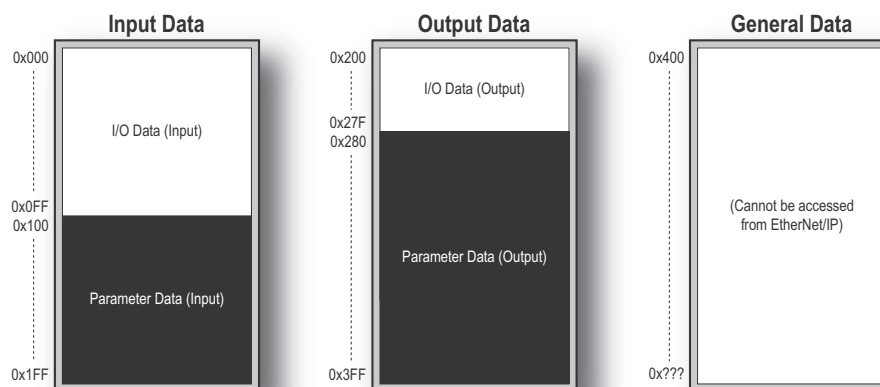 Input Data
0x000
I/O Data (Input)
0x0FF
0x100
Parameter Data (Input)
0x1FF
Output Data
0x200
I/O Data (Output)
0x27F
0x280
Parameter Data (Output)
0x3FF
General Data
0x400
(Cannot be accessed
from EtherNet/IP)
0x???